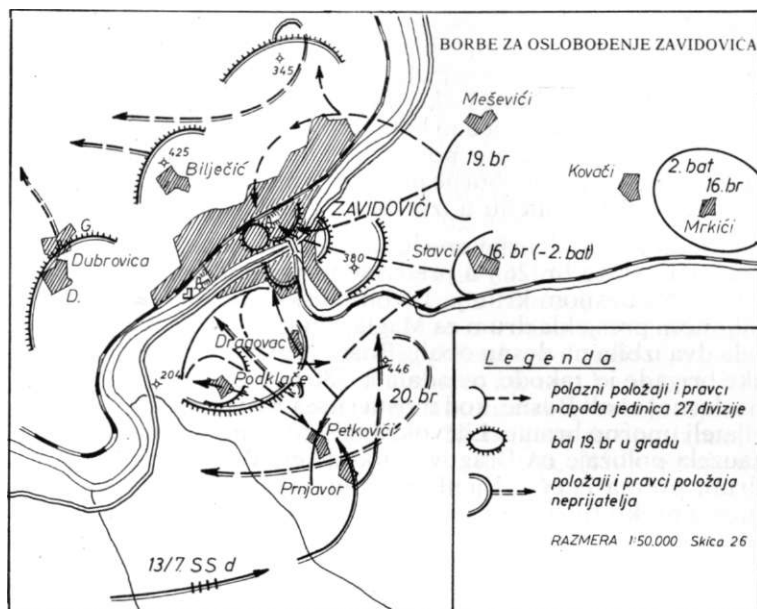 BORBE ZA OSLOBOĐENJE ZAVIDOVIĆA
345
Meševići
425
Bilječić
19. br
Kovači
2. bat
16. br
Mrkići
ZAVIDOVIĆI
G.
Dubrovica
D.
Stavci
16. br (-2. bat)
380
Dragovac
204
Podklače
446
20. br
Petkovići
Prnjavor
13/7. SS d
Legenda
polazni položaji i pravci
napada jedinica 27. divizije
bat 19. br u gradu
položaji i pravci položaja
neprijatelja
RAZMERA 1:50.000 Skica 26